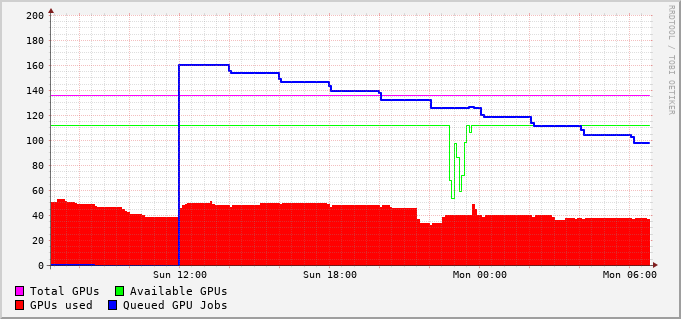 RRDTOOL / TOBI OETIKER
200
180
160
140
120
100
80
60
40
20
0
Sun 12:00 Sun 18:00 Mon 00:00 Mon 06:00
Total GPUs Available GPUs
GPUs used Queued GPU Jobs